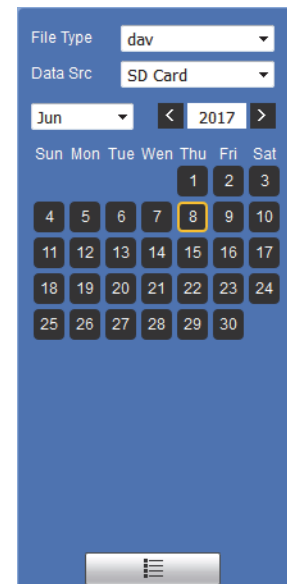 File Type dav
Data Src SD Card
Jun 2017
Sun Mon Tue Wen Thu Fri Sat
1 2 3
4 5 6 7 8 9 10
11 12 13 14 15 16 17
18 19 20 21 22 23 24
25 26 27 28 29 30